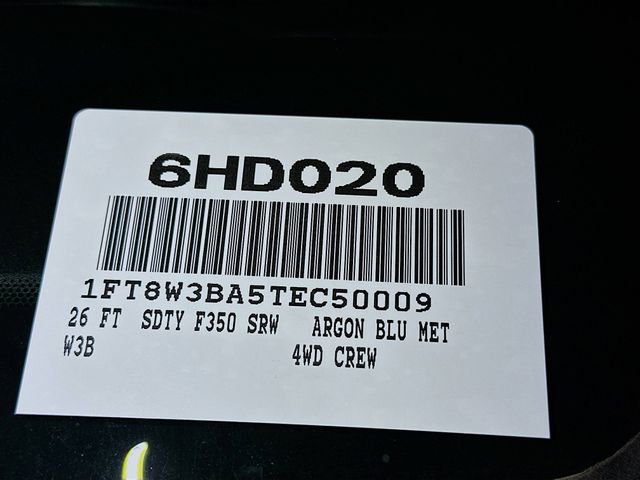 6HD020
1FT8W3BA5TEC50009
26 FT SDTY F350 SRW ARGON BLU MET
W3B 4WD CREW